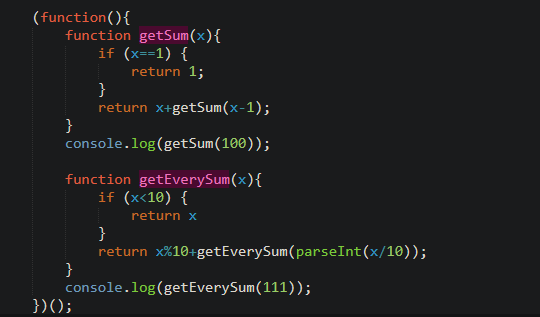 (function(){
    function getSum(x){
        if (x==1) {
            return 1;
        }
        return x+getSum(x-1);
    }
    console.log(getSum(100));

    function getEverySum(x){
        if (x<10) {
            return x
        }
        return x%10+getEverySum(parseInt(x/10));
    }
    console.log(getEverySum(111));
})();